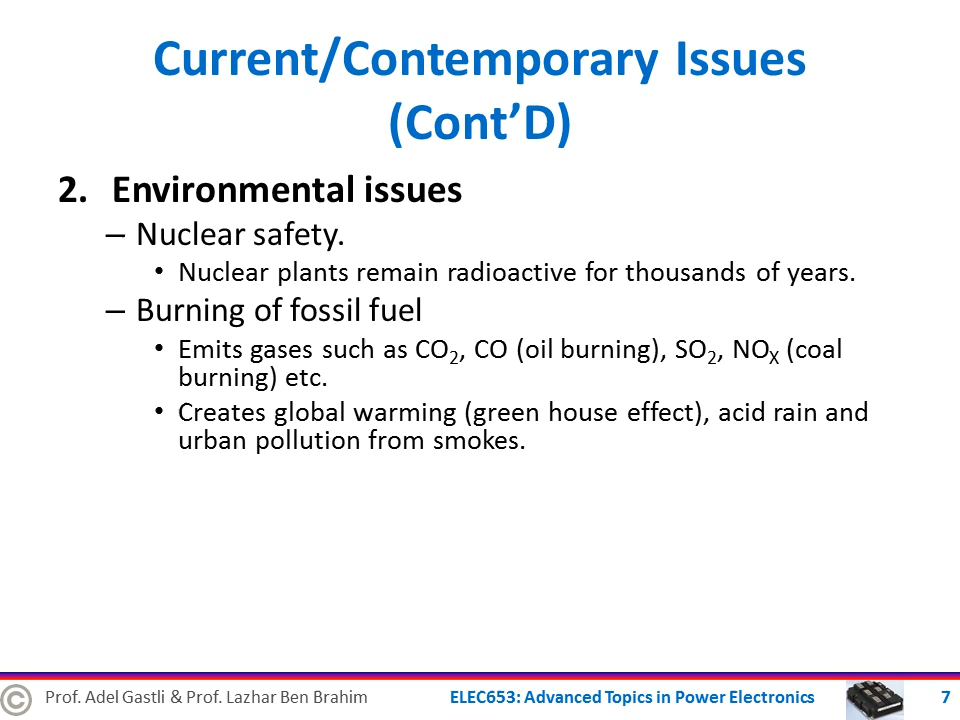 Current/Contemporary Issues
(Cont’D)
2. Environmental issues
– Nuclear safety.
• Nuclear plants remain radioactive for thousands of years.
– Burning of fossil fuel
• Emits gases such as CO₂, CO (oil burning), SO₂, NOX (coal
burning) etc.
• Creates global warming (green house effect), acid rain and
urban pollution from smokes.
© Prof. Adel Gastli & Prof. Lazhar Ben Brahim ELEC653: Advanced Topics in Power Electronics 7